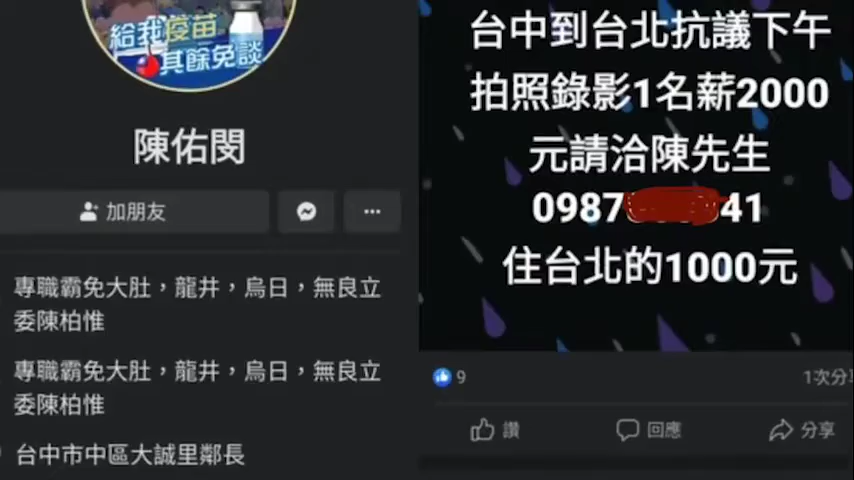 給我疫苗
其餘免談
陳佑閔
加朋友
專職霸免大肚，龍井，烏日，無良立
委陳柏惟
專職霸免大肚，龍井，烏日，無良立
委陳柏惟
台中市中區大誠里鄰長
台中到台北抗議下午
拍照錄影1名薪2000
元請洽陳先生
0987 41
住台北的1000元
9
1次分享
讚
回應
分享